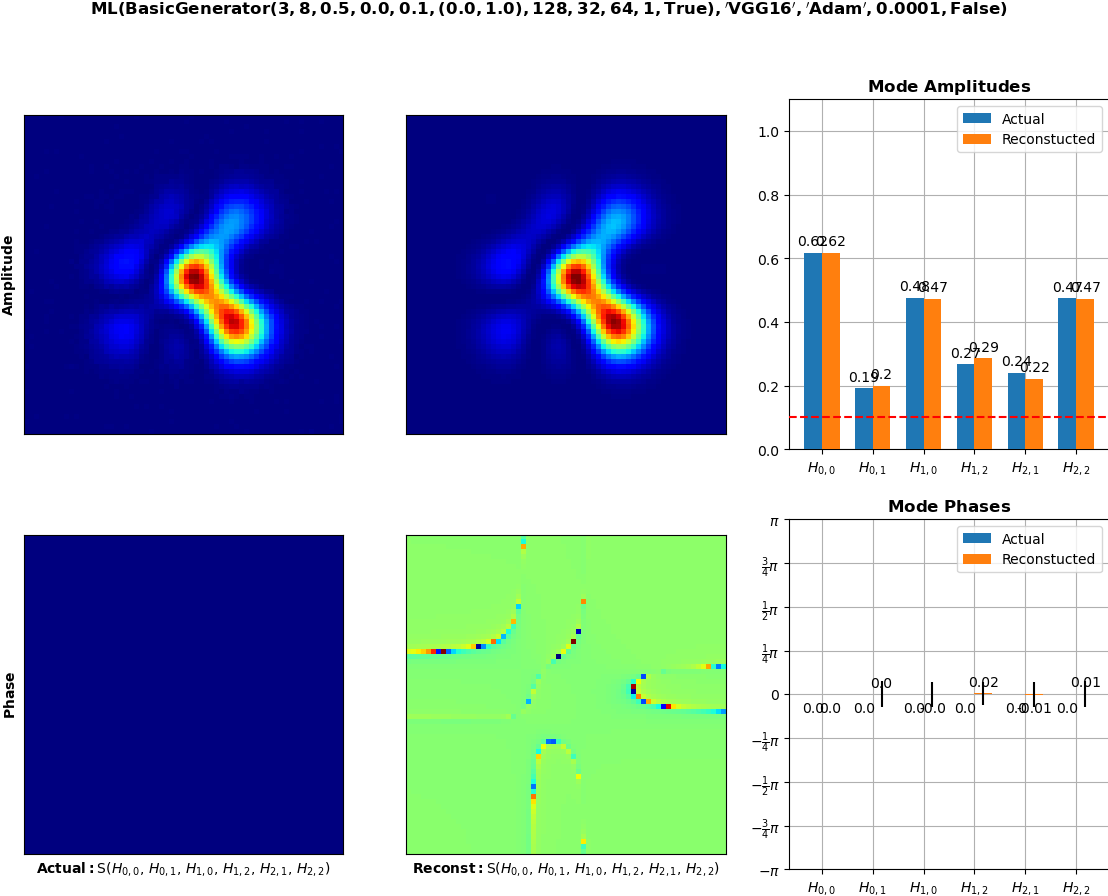 ML(BasicGenerator(3, 8, 0.5, 0.0, 0.1, (0.0, 1.0), 128, 32, 64, 1, True), ′VGG16′, ′Adam′, 0.0001, False)
Mode Amplitudes
Amplitude
Actual
Reconstucted
1.0
0.8
0.6
0.4
0.2
0.0
0.62 0.62
0.19 0.2
0.48 0.47
0.27 0.29
0.24 0.22
0.47 0.47
H0,0 H0,1 H1,0 H1,2 H2,1 H2,2
Mode Phases
Phase
Actual
Reconstucted
π
3/4π
1/2π
1/4π
0
−1/4π
−1/2π
−3/4π
−π
0.0 0.0
0.0 0.0
0.0 -0.0
0.0 0.02
0.0 -0.01
0.0 0.01
H0,0 H0,1 H1,0 H1,2 H2,1 H2,2
Actual: S(H0,0, H0,1, H1,0, H1,2, H2,1, H2,2)
Reconst: S(H0,0, H0,1, H1,0, H1,2, H2,1, H2,2)